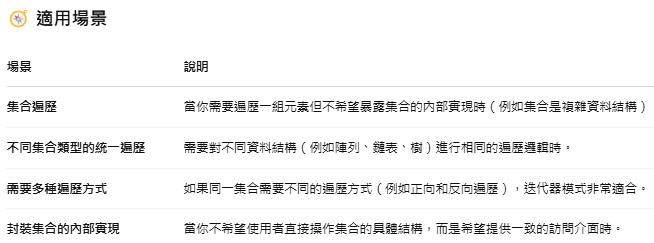 適用場景
場景 說明
集合遍歷 當你需要遍歷一組元素但不希望暴露集合的內部實現時（例如集合是複雜資料結構）
不同集合類型的统一遍歷 需要對不同資料結構（例如陣列、鏈表、樹）進行相同的遍歷邏輯時。
需要多種遍歷方式 如果同一集合需要不同的遍歷方式（例如正向和反向遍歷），迭代器模式非常適合。
封裝集合的內部實現 當你不希望使用者直接操作集合的具體結構，而是希望提供一致的訪問介面時。